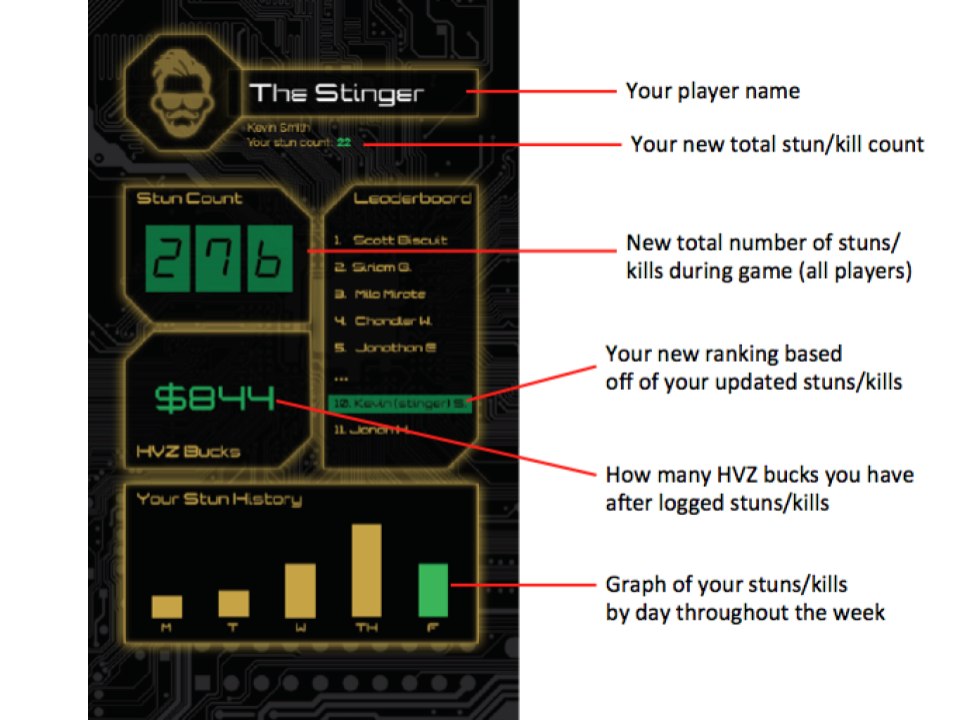 The Stinger
Kevin Smith
Your stun count: 22
Stun Count
276
Leaderboard
1. Scott Biscuit
2. Siriom G.
3. Milo Mirote
4. Chandler W.
5. Jonathon E
...
10. Kevin (stinger) S.
11. Jonah H.
$844
HVZ Bucks
Your Stun History
M T W TH F
Your player name
Your new total stun/kill count
New total number of stuns/
kills during game (all players)
Your new ranking based
off of your updated stuns/kills
How many HVZ bucks you have
after logged stuns/kills
Graph of your stuns/kills
by day throughout the week